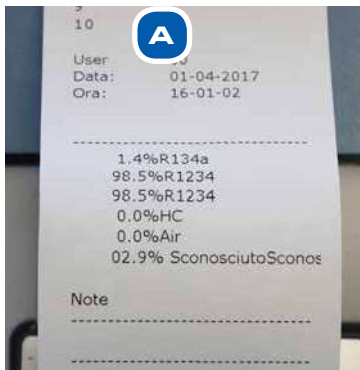 10
A
User
Data: 01-04-2017
Ora: 16-01-02
1.4%R134a
98.5%R1234
98.5%R1234
0.0%HC
0.0%Air
02.9% SconosciutoSconos
Note